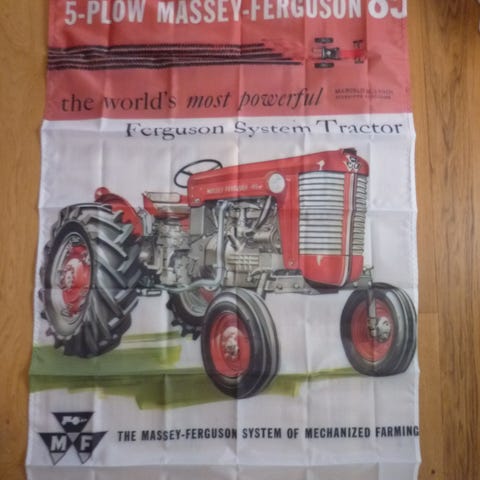 5-PLOW MASSEY-FERGUSON 85
the world's most powerful
Ferguson System Tractor
MASSEY-FERGUSON
MF
THE MASSEY-FERGUSON SYSTEM OF MECHANIZED FARMING